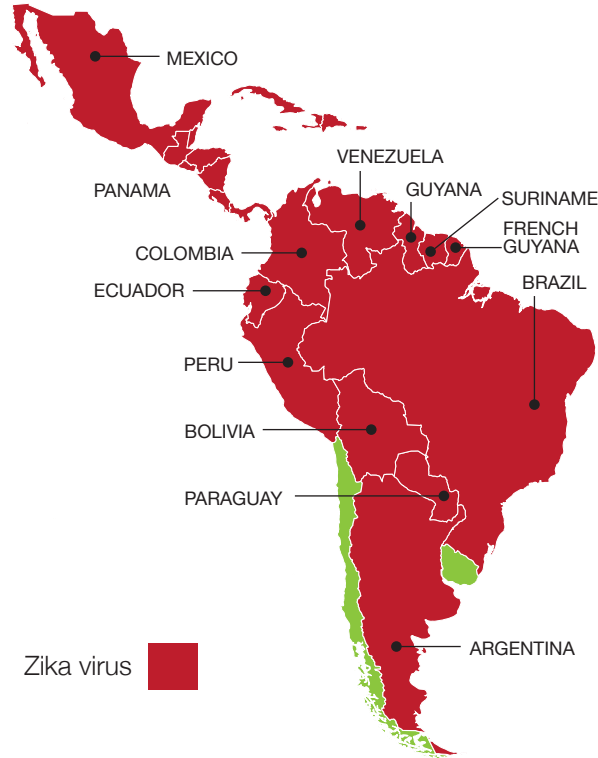 MEXICO
VENEZUELA
PANAMA
GUYANA
SURINAME
FRENCH
GUYANA
COLOMBIA
ECUADOR
BRAZIL
PERU
BOLIVIA
PARAGUAY
ARGENTINA
Zika virus